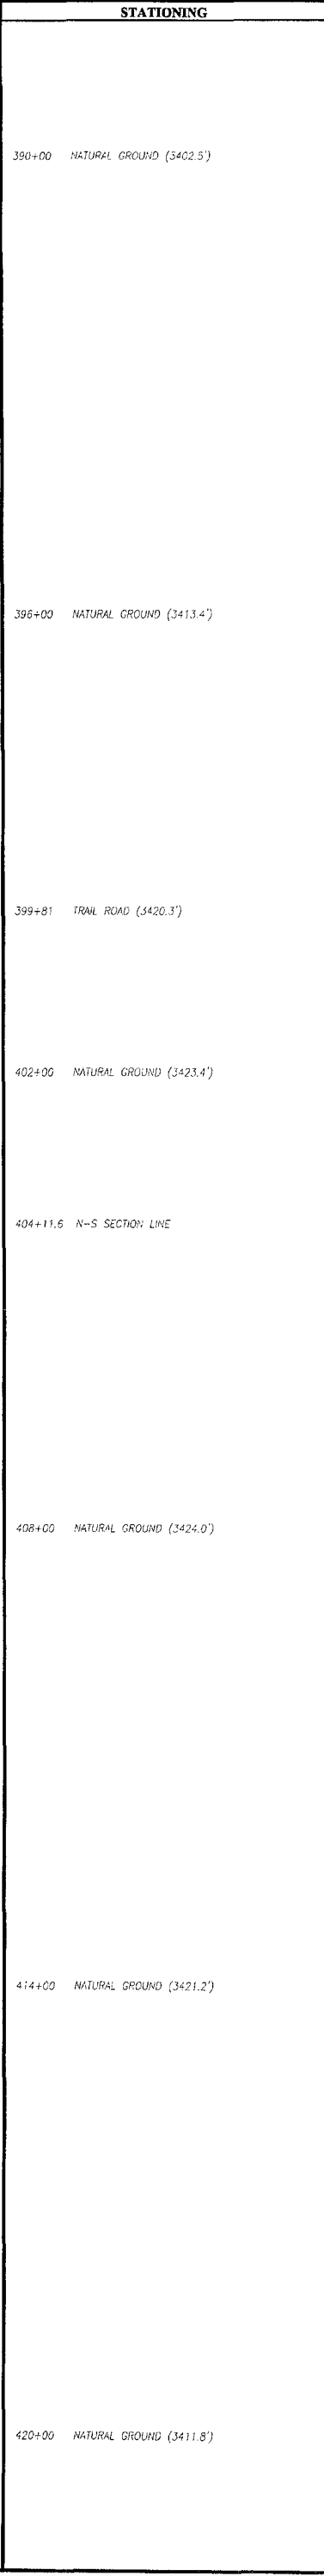 STATIONING
390+00 NATURAL GROUND (3402.5')
396+00 NATURAL GROUND (3413.4')
399+81 TRAIL ROAD (3420.3')
402+00 NATURAL GROUND (3423.4')
404+11.6 N-S SECTION LINE
408+00 NATURAL GROUND (3424.0')
414+00 NATURAL GROUND (3421.2')
420+00 NATURAL GROUND (3411.8')